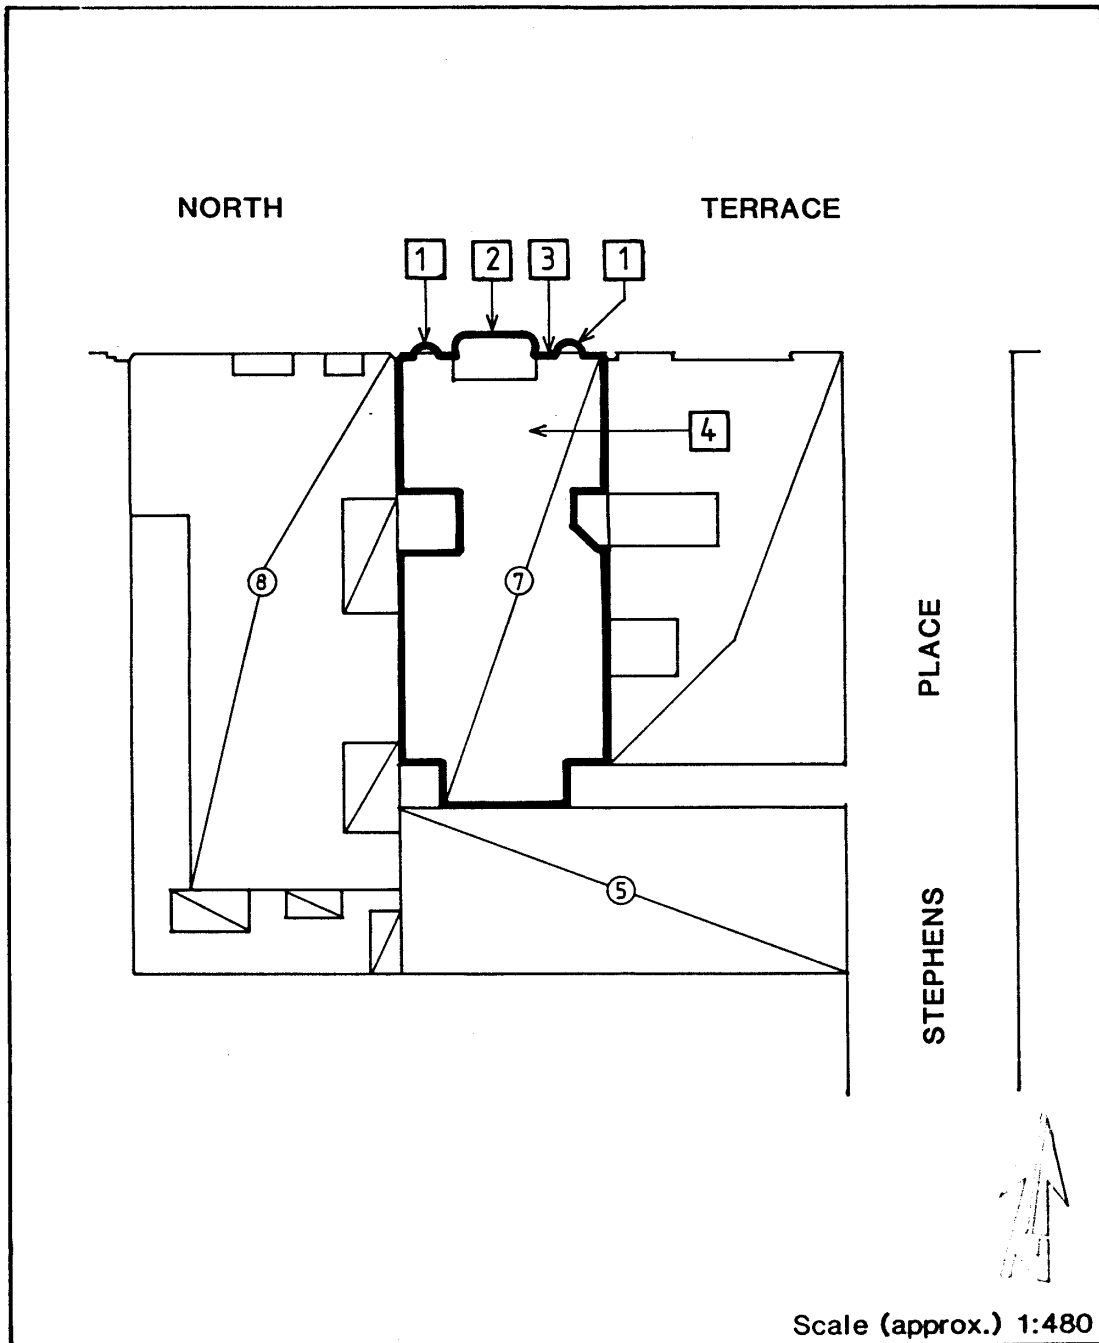 NORTH TERRACE
1 2 3 1
4
8 7
PLACE
5
STEPHENS
Scale (approx.) 1:480